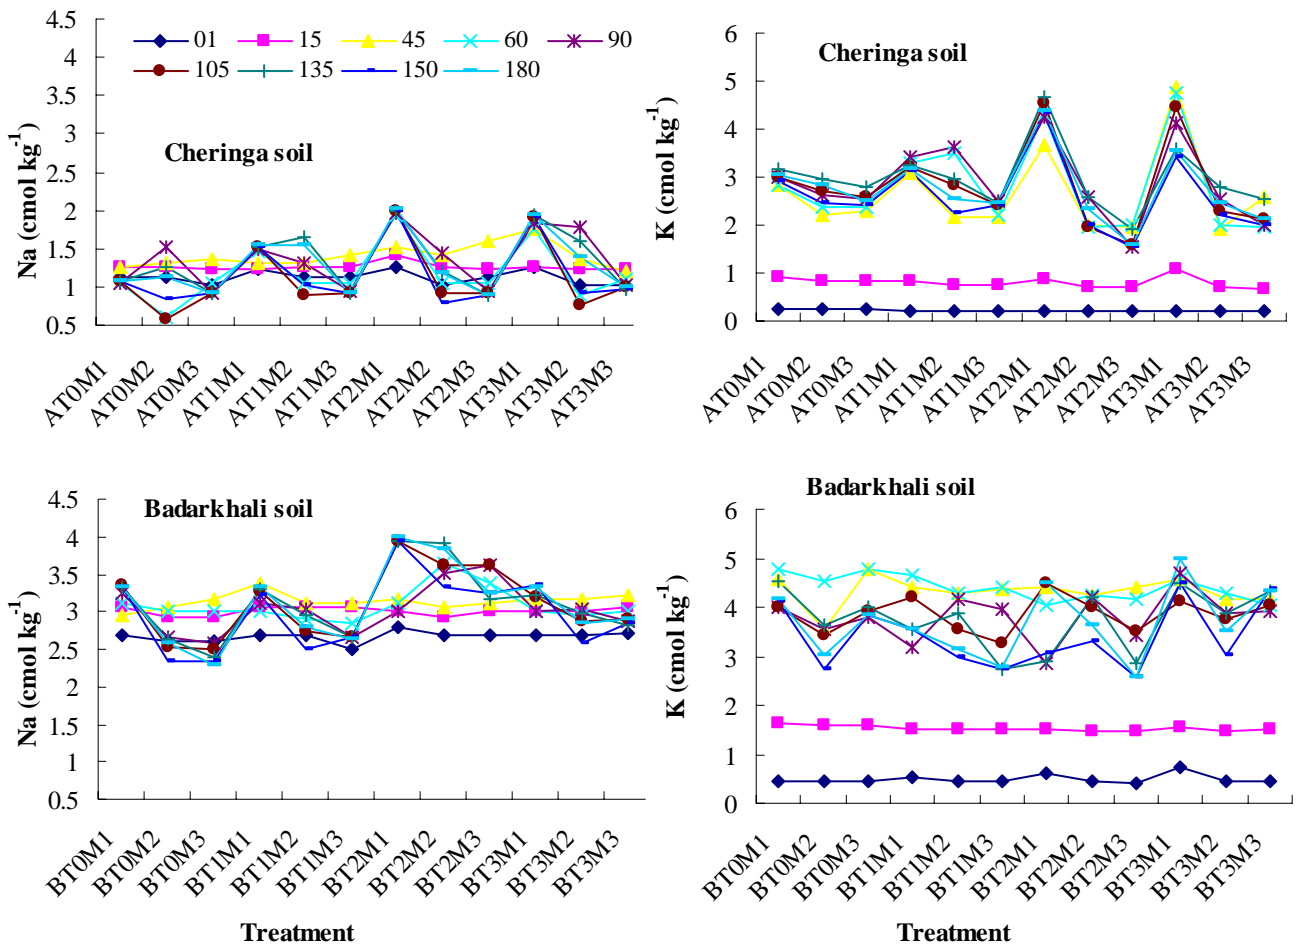 4.5
4
3.5
3
2.5
2
1.5
1
0.5
Na (cmol kg-1)
01 15 45 60 90
105 135 150 180
Cheringa soil
AT0M1
AT0M2
AT0M3
AT1M1
AT1M2
AT1M3
AT2M1
AT2M2
AT2M3
AT3M1
AT3M2
AT3M3
6
5
4
3
2
1
0
K (cmol kg-1)
Cheringa soil
AT0M1
AT0M2
AT0M3
AT1M1
AT1M2
AT1M3
AT2M1
AT2M2
AT2M3
AT3M1
AT3M2
AT3M3
4.5
4
3.5
3
2.5
2
1.5
1
0.5
Na (cmol kg-1)
Badarkhali soil
BT0M1
BT0M2
BT0M3
BT1M1
BT1M2
BT1M3
BT2M1
BT2M2
BT2M3
BT3M1
BT3M2
BT3M3
Treatment
Badarkhali soil
6
5
4
3
2
1
0
K (cmol kg-1)
BT0M1
BT0M2
BT0M3
BT1M1
BT1M2
BT1M3
BT2M1
BT2M2
BT2M3
BT3M1
BT3M2
BT3M3
Treatment